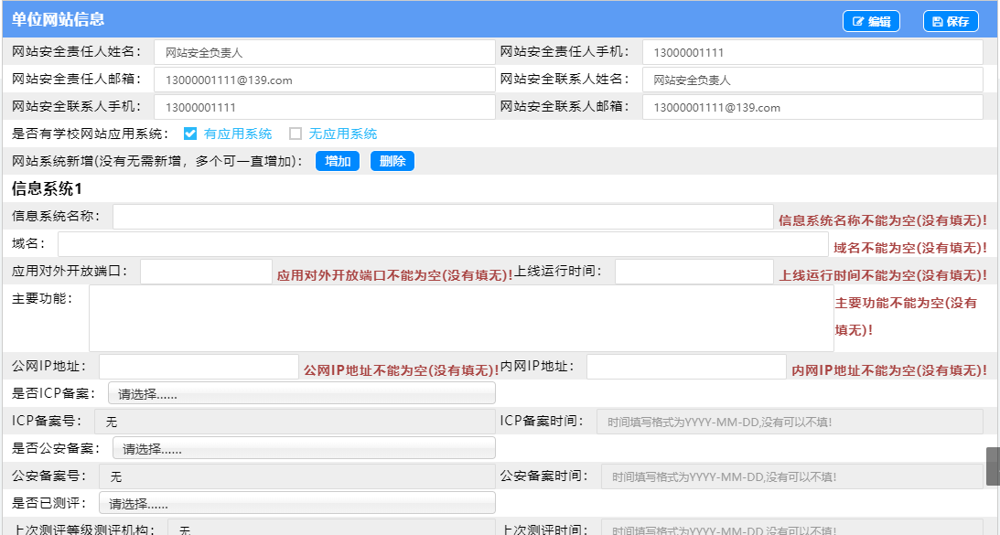 单位网站信息 编辑 保存
网站安全责任人姓名： 网站安全负责人 网站安全责任人手机： 13000001111
网站安全责任人邮箱： 13000001111@139.com 网站安全联系人姓名： 网站安全负责人
网站安全联系人手机： 13000001111 网站安全联系人邮箱： 13000001111@139.com
是否有学校网站应用系统： 有应用系统 无应用系统
网站系统新增(没有无需新增，多个可一直增加)： 增加 删除
信息系统1
信息系统名称： 信息系统名称不能为空(没有填无)!
域名： 域名不能为空(没有填无)!
应用对外开放端口： 应用对外开放端口不能为空(没有填无)! 上线运行时间： 上线运行时间不能为空(没有填无)!
主要功能： 主要功能不能为空(没有
填无)!
公网IP地址： 公网IP地址不能为空(没有填无)! 内网IP地址： 内网IP地址不能为空(没有填无)!
是否ICP备案： 请选择......
ICP备案号： 无 ICP备案时间： 时间填写格式为YYYY-MM-DD,没有可以不填!
是否公安备案： 请选择......
公安备案号： 无 公安备案时间： 时间填写格式为YYYY-MM-DD,没有可以不填!
是否已测评： 请选择......
上次测评等级测评机构： 无 上次测评时间： 时间填写格式为YYYY-MM-DD,没有可以不填!